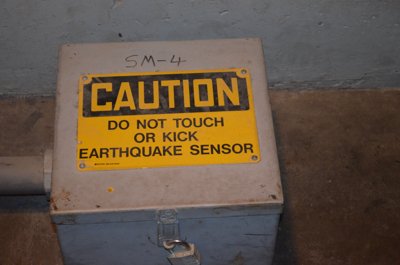 SM-4
CAUTION
DO NOT TOUCH
OR KICK
EARTHQUAKE SENSOR